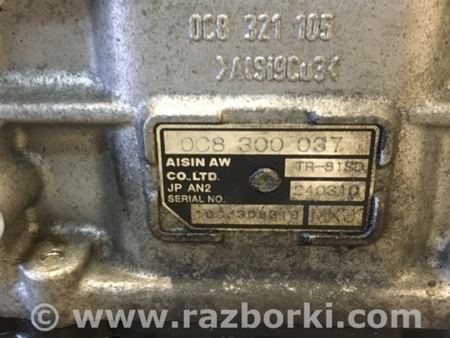 0C8 321 105
>AlSi9Cu3<
0C8 300 037
AISIN AW
CO.,LTD.
TR-81SD
JP AN2
240310
SERIAL NO.
MXJ
© www.razborki.com